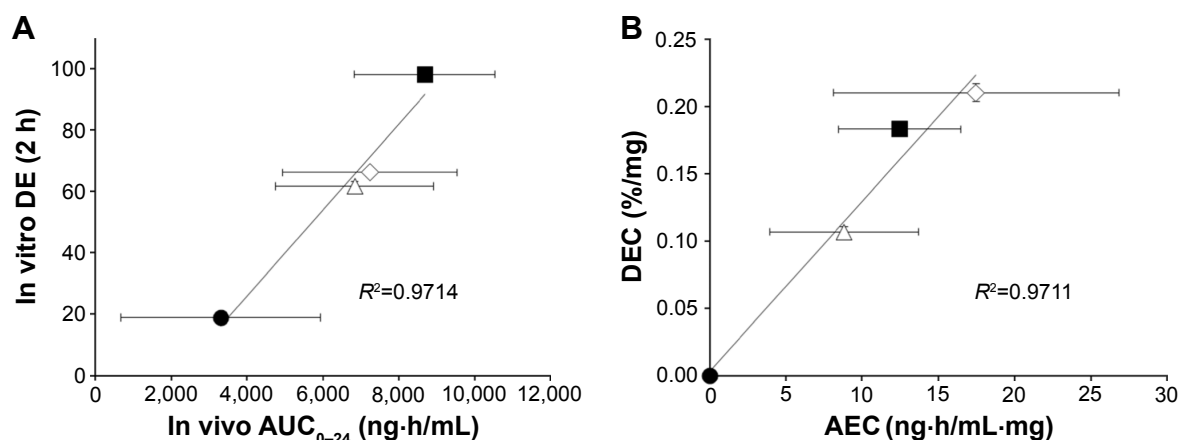 A
In vitro DE (2 h)
100
80
60
40
20
0
R²=0.9714
0 2,000 4,000 6,000 8,000 10,000 12,000
In vivo AUC₀₋₂₄ (ng·h/mL)
B
DEC (%/mg)
0.25
0.20
0.15
0.10
0.05
0.00
R²=0.9711
0 5 10 15 20 25 30
AEC (ng·h/mL·mg)